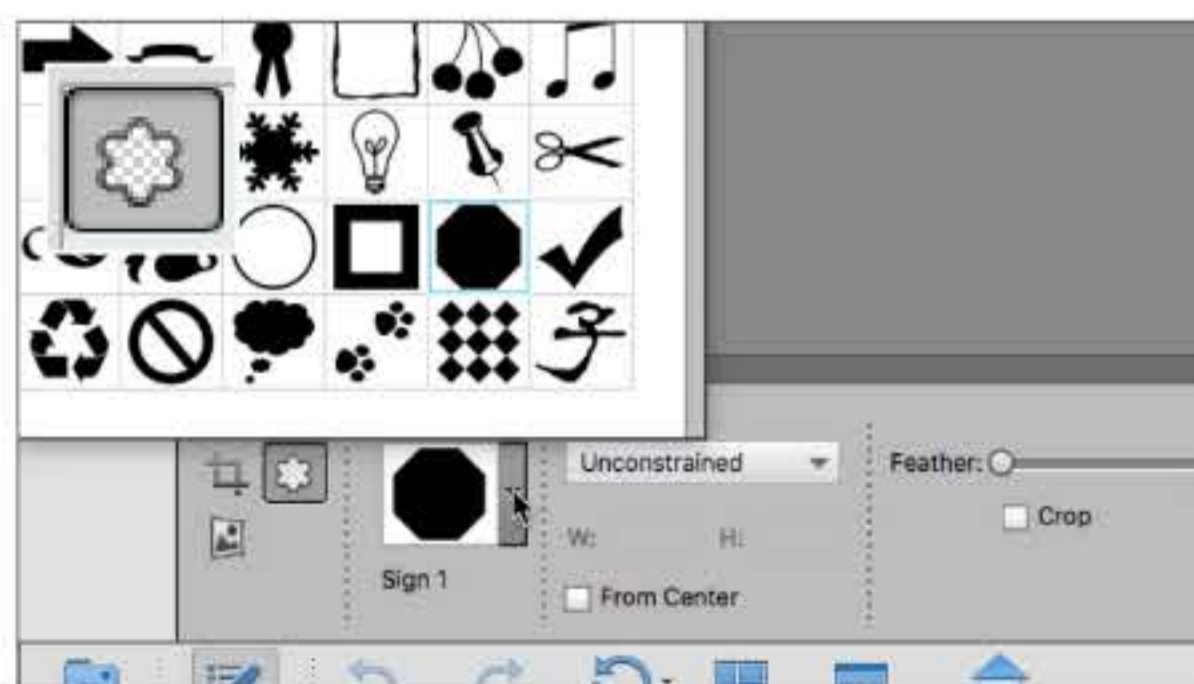 Unconstrained
Feather:
Crop
W:
H:
Sign 1
From Center